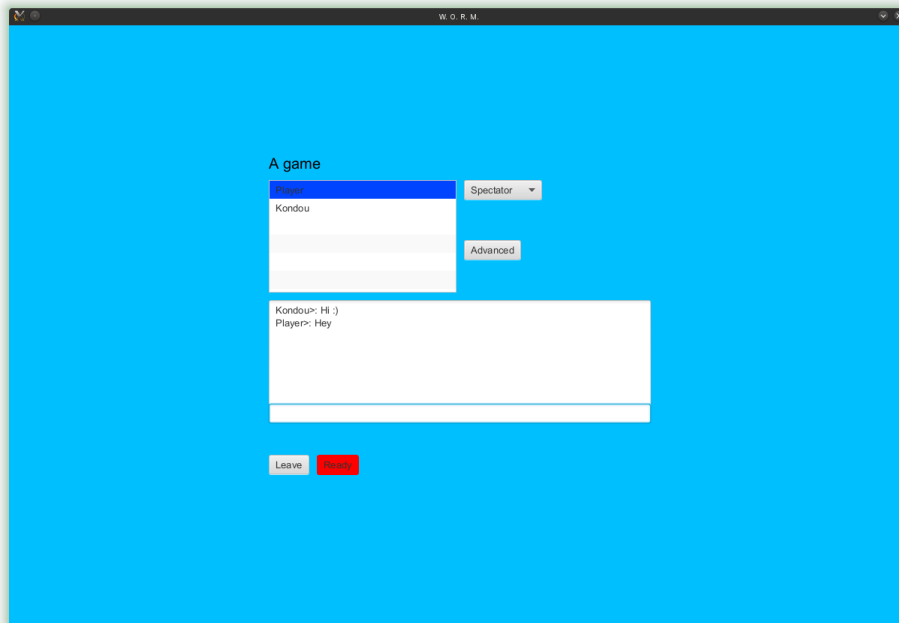 W. O. R. M.
A game
Player
Spectator
Kondou
Advanced
Kondou>: Hi :)
Player>: Hey
Leave
Ready